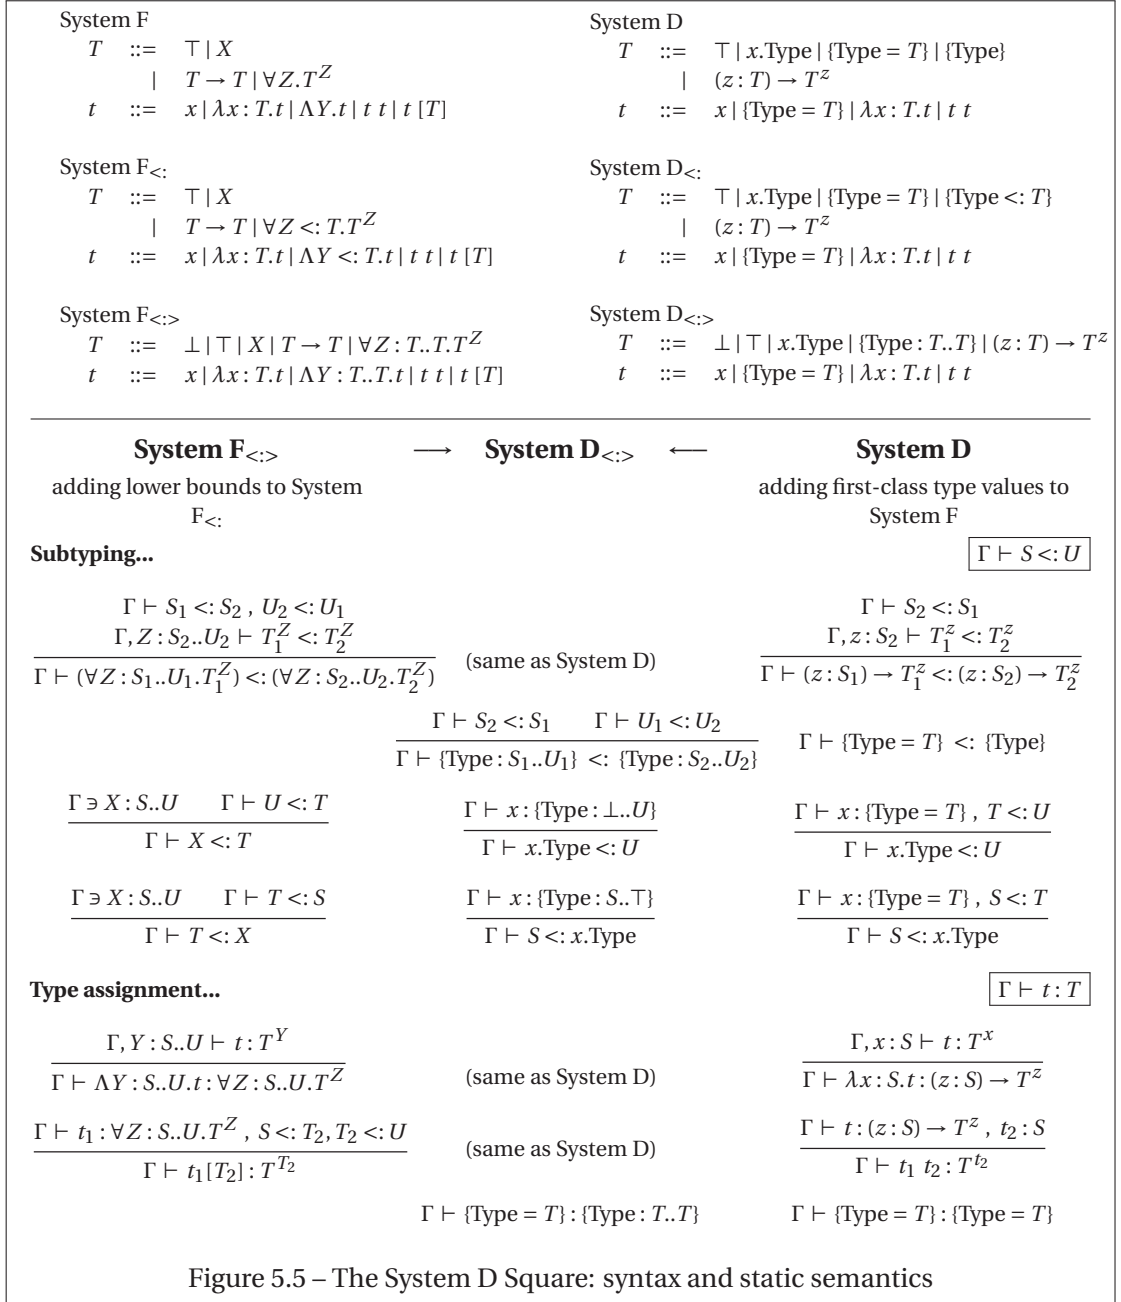 System F
T ::= ⊤ | X
| T → T | ∀Z.T^Z
t ::= x | λx : T.t | ΛY.t | t t | t [T]
System D
T ::= ⊤ | x.Type | {Type = T} | {Type}
| (z : T) → T^z
t ::= x | {Type = T} | λx : T.t | t t
System F<:
T ::= ⊤ | X
| T → T | ∀Z <: T.T^Z
t ::= x | λx : T.t | ΛY <: T.t | t t | t [T]
System D<:
T ::= ⊤ | x.Type | {Type = T} | {Type <: T}
| (z : T) → T^z
t ::= x | {Type = T} | λx : T.t | t t
System F<:>
T ::= ⊥ | ⊤ | X | T → T | ∀Z : T..T.T^Z
t ::= x | λx : T.t | ΛY : T..T.t | t t | t [T]
System D<:>
T ::= ⊥ | ⊤ | x.Type | {Type : T..T} | (z : T) → T^z
t ::= x | {Type = T} | λx : T.t | t t
System F<:> ⟶ System D<:> ⟵ System D
adding lower bounds to System
F<:
adding first-class type values to
System F
Subtyping...
Γ ⊢ S <: U
Γ ⊢ S₁ <: S₂ , U₂ <: U₁
Γ, Z : S₂..U₂ ⊢ T₁^Z <: T₂^Z
Γ ⊢ (∀Z : S₁..U₁.T₁^Z) <: (∀Z : S₂..U₂.T₂^Z)
(same as System D)
Γ ⊢ S₂ <: S₁
Γ, z : S₂ ⊢ T₁^z <: T₂^z
Γ ⊢ (z : S₁) → T₁^z <: (z : S₂) → T₂^z
Γ ⊢ S₂ <: S₁ Γ ⊢ U₁ <: U₂
Γ ⊢ {Type : S₁..U₁} <: {Type : S₂..U₂}
Γ ⊢ {Type = T} <: {Type}
Γ ∋ X : S..U Γ ⊢ U <: T
Γ ⊢ X <: T
Γ ⊢ x : {Type : ⊥..U}
Γ ⊢ x.Type <: U
Γ ⊢ x : {Type = T} , T <: U
Γ ⊢ x.Type <: U
Γ ∋ X : S..U Γ ⊢ T <: S
Γ ⊢ T <: X
Γ ⊢ x : {Type : S..⊤}
Γ ⊢ S <: x.Type
Γ ⊢ x : {Type = T} , S <: T
Γ ⊢ S <: x.Type
Type assignment...
Γ ⊢ t : T
Γ, Y : S..U ⊢ t : T^Y
Γ ⊢ ΛY : S..U.t : ∀Z : S..U.T^Z
(same as System D)
Γ, x : S ⊢ t : T^x
Γ ⊢ λx : S.t : (z : S) → T^z
Γ ⊢ t₁ : ∀Z : S..U.T^Z , S <: T₂, T₂ <: U
Γ ⊢ t₁[T₂] : T^T₂
(same as System D)
Γ ⊢ t : (z : S) → T^z , t₂ : S
Γ ⊢ t₁ t₂ : T^t₂
Γ ⊢ {Type = T} : {Type : T..T}
Γ ⊢ {Type = T} : {Type = T}
Figure 5.5 – The System D Square: syntax and static semantics